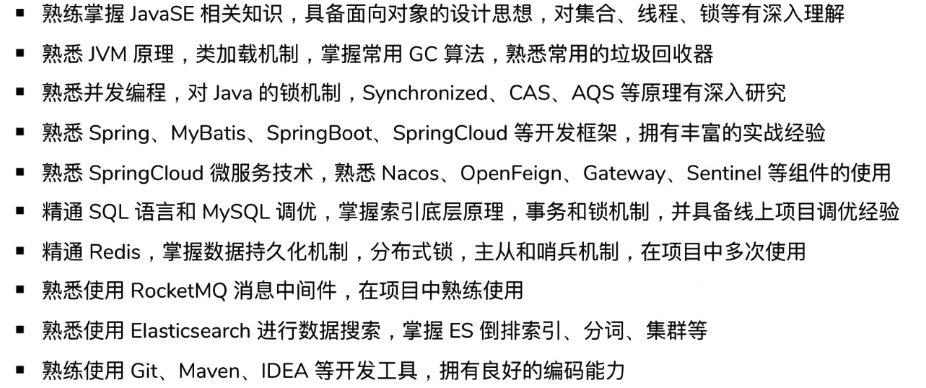 ▪ 熟练掌握 JavaSE 相关知识，具备面向对象的设计思想，对集合、线程、锁等有深入理解
▪ 熟悉 JVM 原理，类加载机制，掌握常用 GC 算法，熟悉常用的垃圾回收器
▪ 熟悉并发编程，对 Java 的锁机制，Synchronized、CAS、AQS 等原理有深入研究
▪ 熟悉 Spring、MyBatis、SpringBoot、SpringCloud 等开发框架，拥有丰富的实战经验
▪ 熟悉 SpringCloud 微服务技术，熟悉 Nacos、OpenFeign、Gateway、Sentinel 等组件的使用
▪ 精通 SQL 语言和 MySQL 调优，掌握索引底层原理，事务和锁机制，并具备线上项目调优经验
▪ 精通 Redis，掌握数据持久化机制，分布式锁，主从和哨兵机制，在项目中多次使用
▪ 熟悉使用 RocketMQ 消息中间件，在项目中熟练使用
▪ 熟悉使用 Elasticsearch 进行数据搜索，掌握 ES 倒排索引、分词、集群等
▪ 熟练使用 Git、Maven、IDEA 等开发工具，拥有良好的编码能力